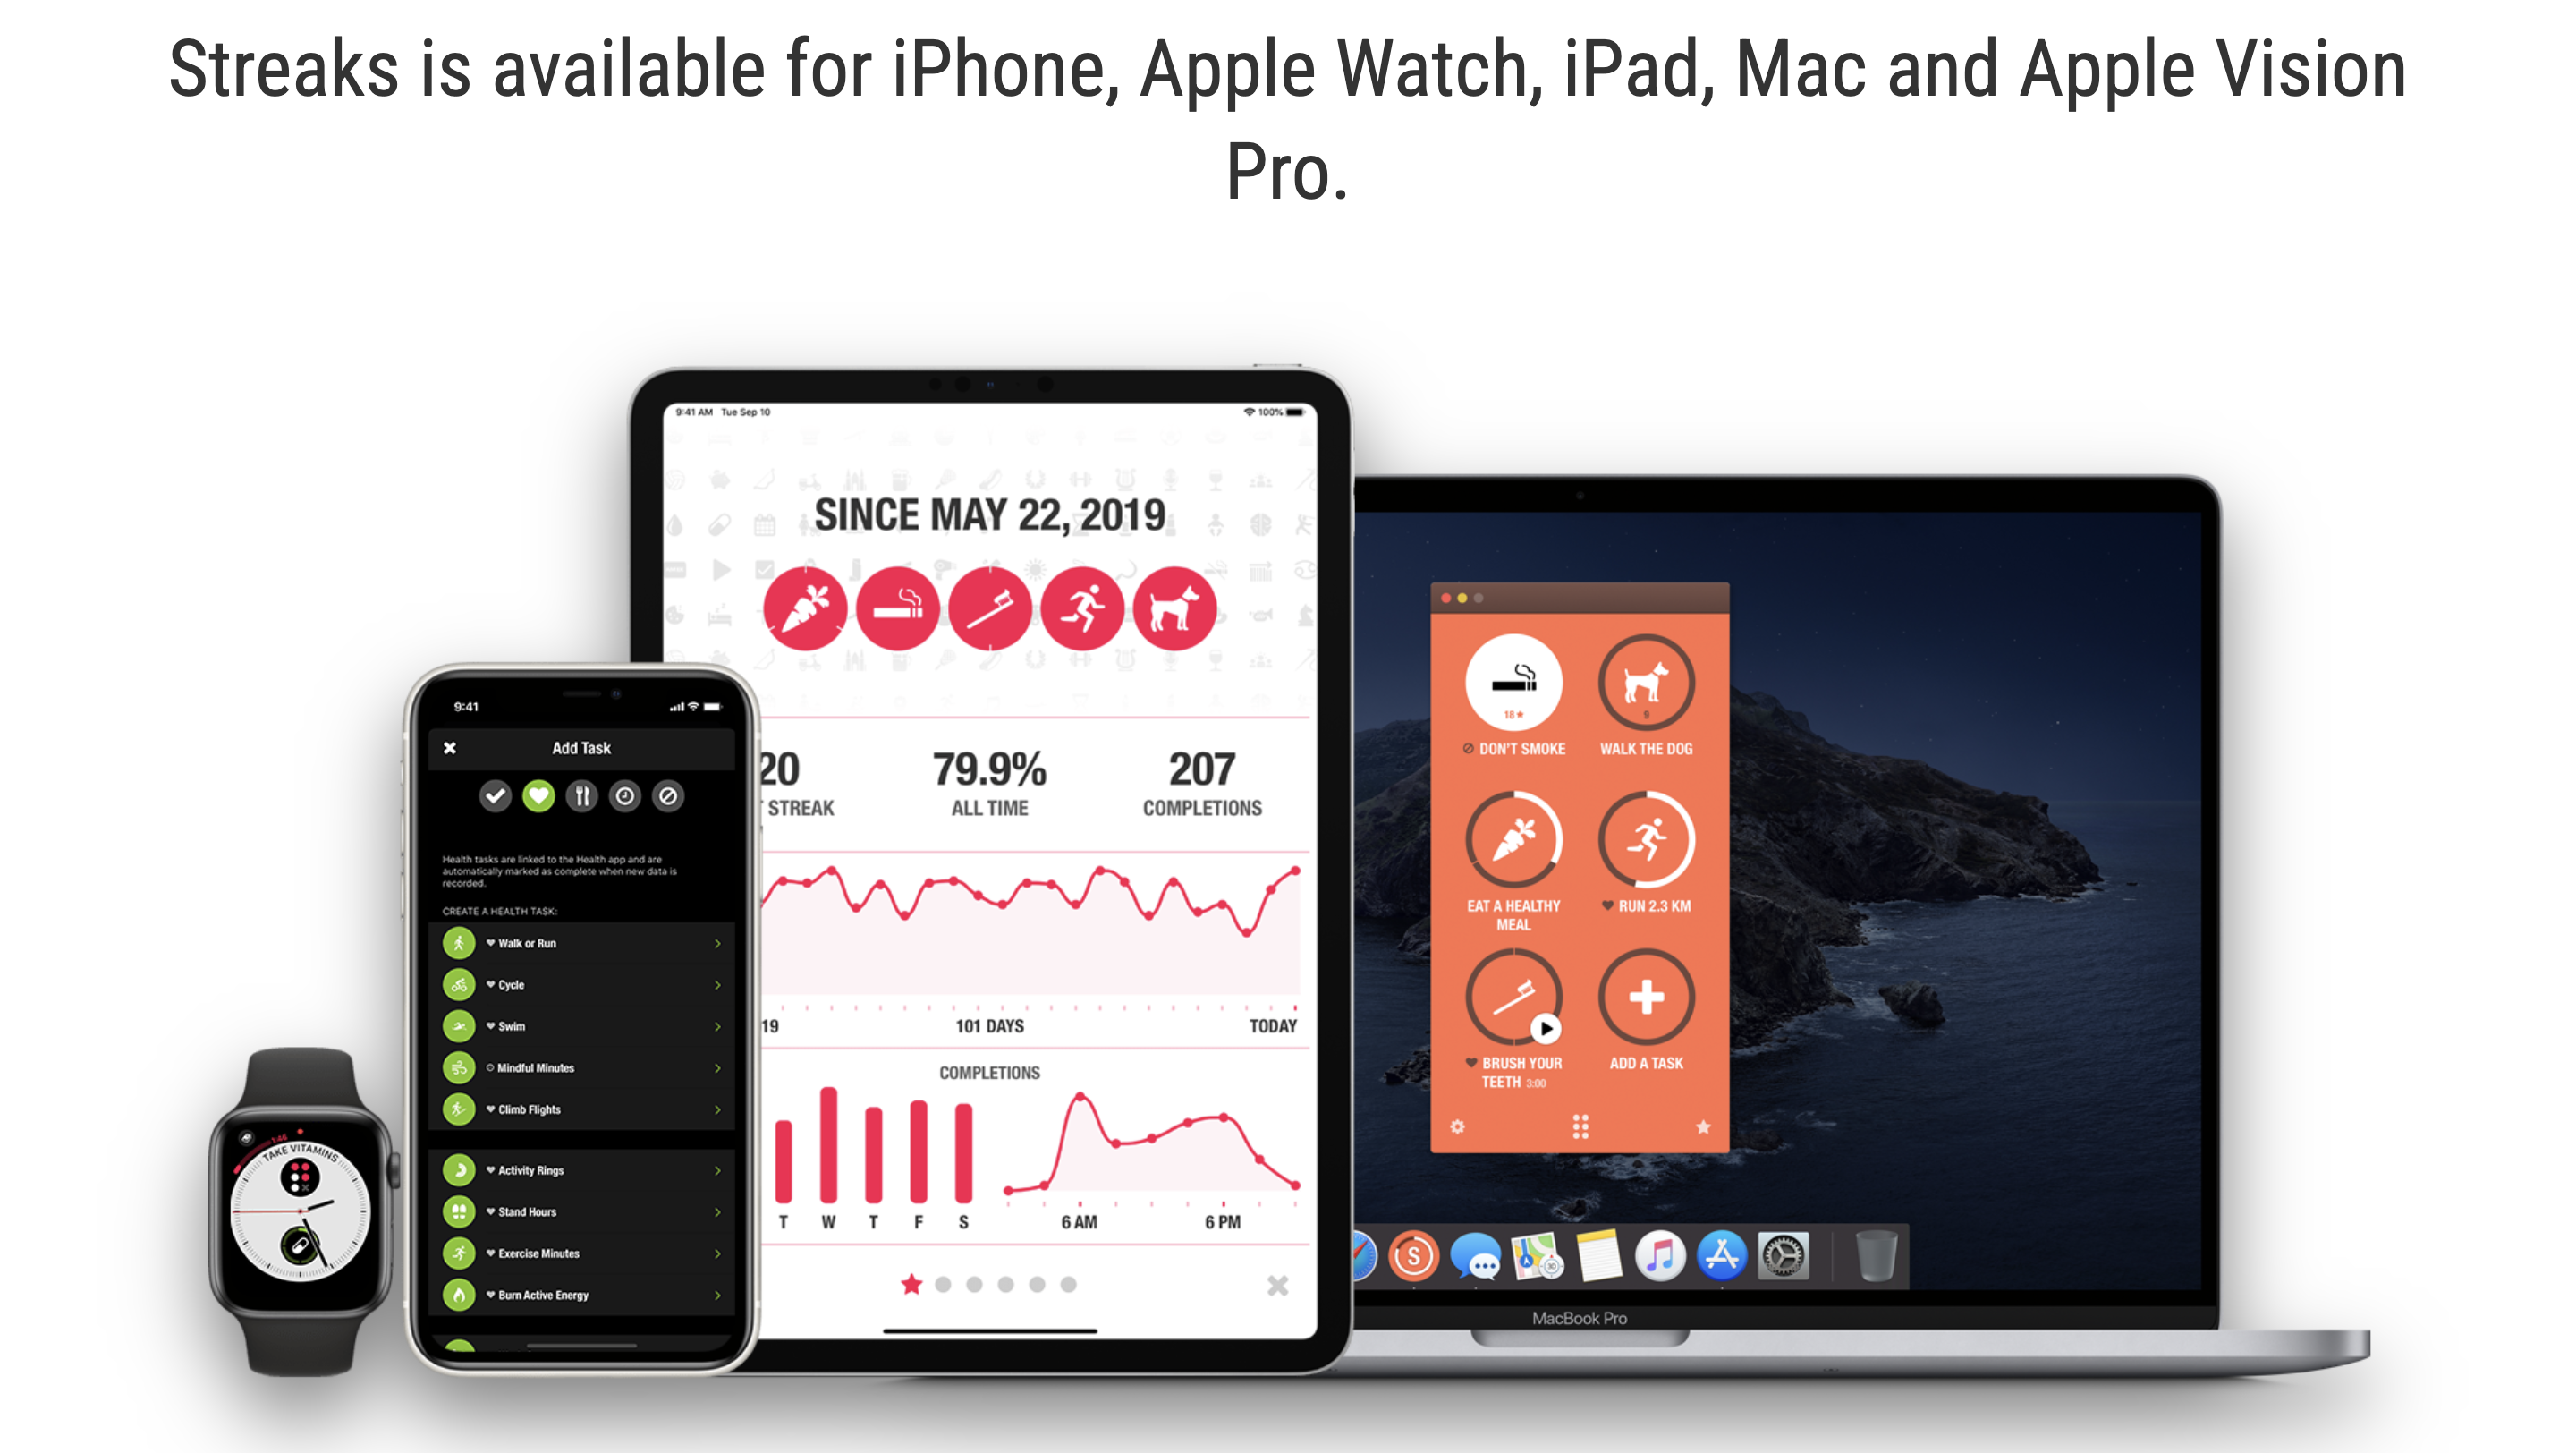 Streaks is available for iPhone, Apple Watch, iPad, Mac and Apple Vision
Pro.
9:41 AM Tue Sep 10
100%
SINCE MAY 22, 2019
20
STREAK
79.9%
ALL TIME
207
COMPLETIONS
19
101 DAYS
TODAY
COMPLETIONS
T W T F S
6 AM
6 PM
9:41
Add Task
Health tasks are linked to the Health app and are
automatically marked as complete when new data is
recorded.
CREATE A HEALTH TASK:
Walk or Run
Cycle
Swim
Mindful Minutes
Climb Flights
Activity Rings
Stand Hours
Exercise Minutes
Burn Active Energy
1:46
TAKE VITAMINS
18
DON'T SMOKE
9
WALK THE DOG
EAT A HEALTHY
MEAL
RUN 2.3 KM
BRUSH YOUR
TEETH 3:00
ADD A TASK
S
MacBook Pro